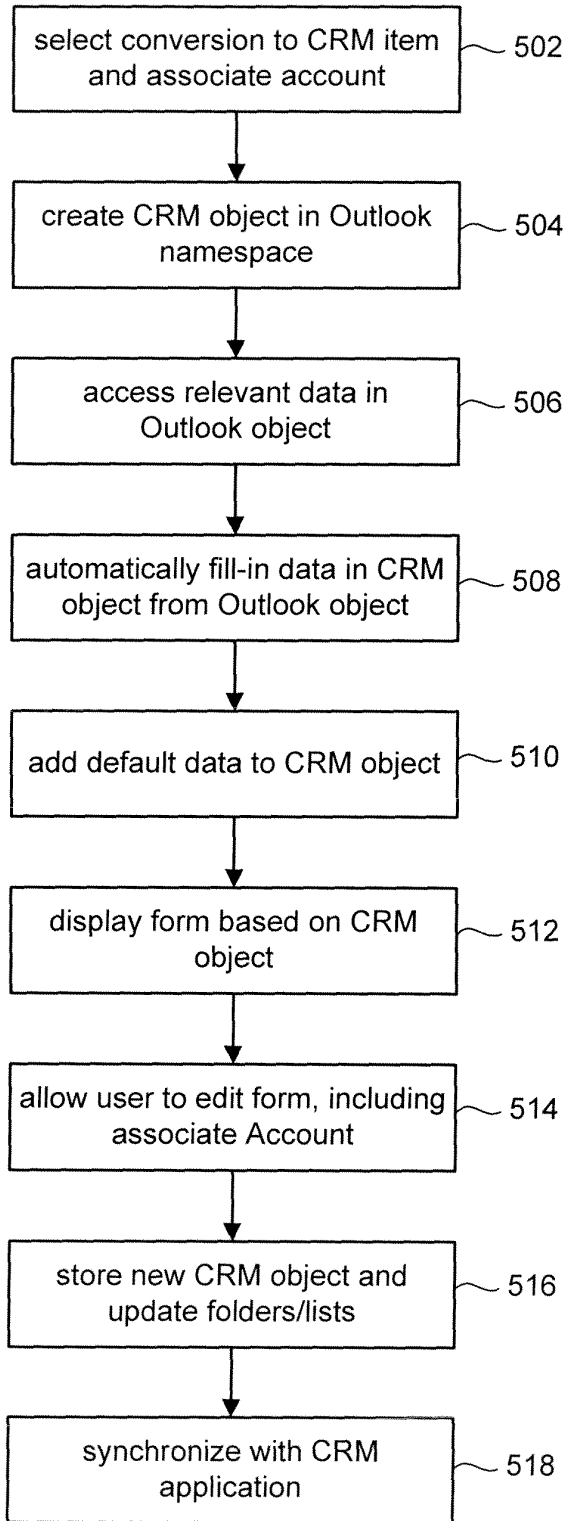 select conversion to CRM item
and associate account
502
create CRM object in Outlook
namespace
504
access relevant data in
Outlook object
506
automatically fill-in data in CRM
object from Outlook object
508
add default data to CRM object
510
display form based on CRM
object
512
allow user to edit form, including
associate Account
514
store new CRM object and
update folders/lists
516
synchronize with CRM
application
518